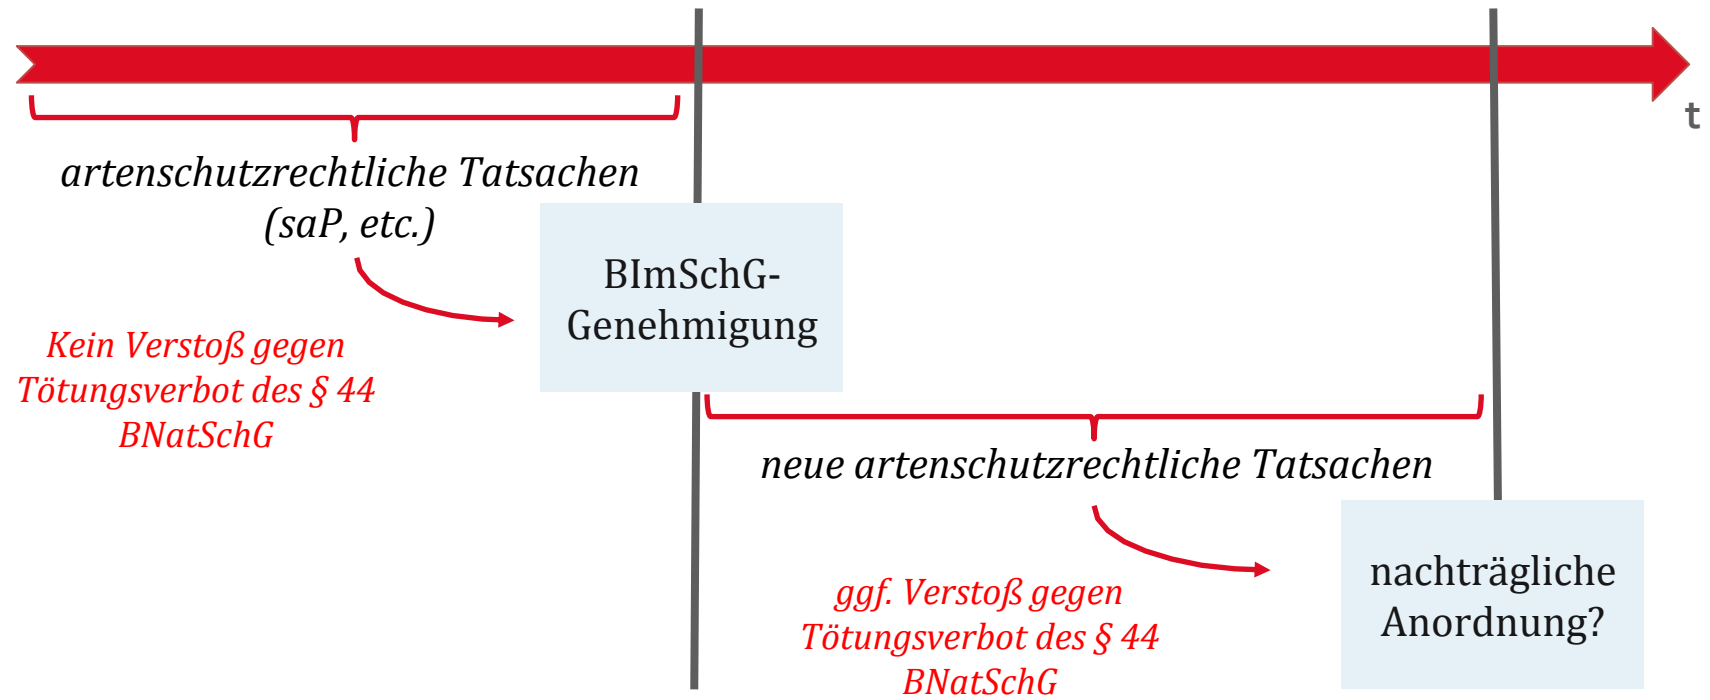 t
artenschutzrechtliche Tatsachen
(saP, etc.)
BImSchG-
Genehmigung
Kein Verstoß gegen
Tötungsverbot des § 44
BNatSchG
neue artenschutzrechtliche Tatsachen
nachträgliche
Anordnung?
ggf. Verstoß gegen
Tötungsverbot des § 44
BNatSchG